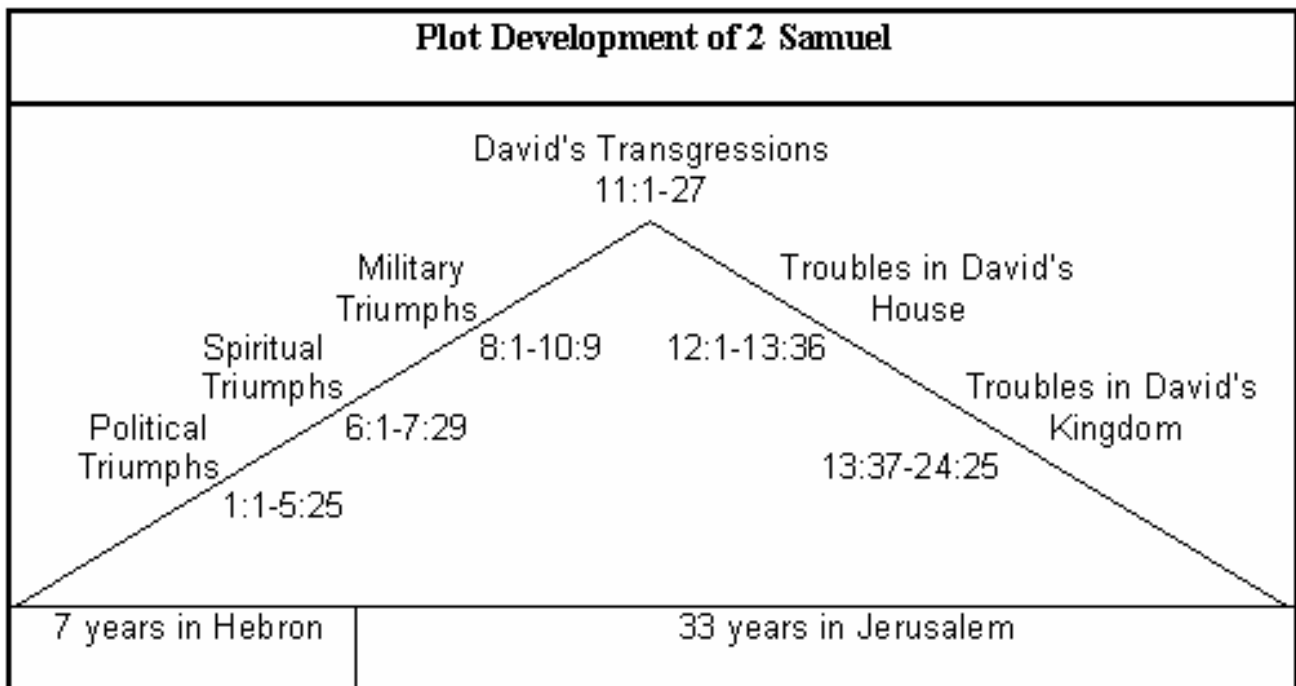 Plot Development of 2 Samuel
David's Transgressions
11:1-27
Military
Triumphs
8:1-10:9
Spiritual
Triumphs
6:1-7:29
Political
Triumphs
1:1-5:25
Troubles in David's
House
12:1-13:36
Troubles in David's
Kingdom
13:37-24:25
7 years in Hebron
33 years in Jerusalem